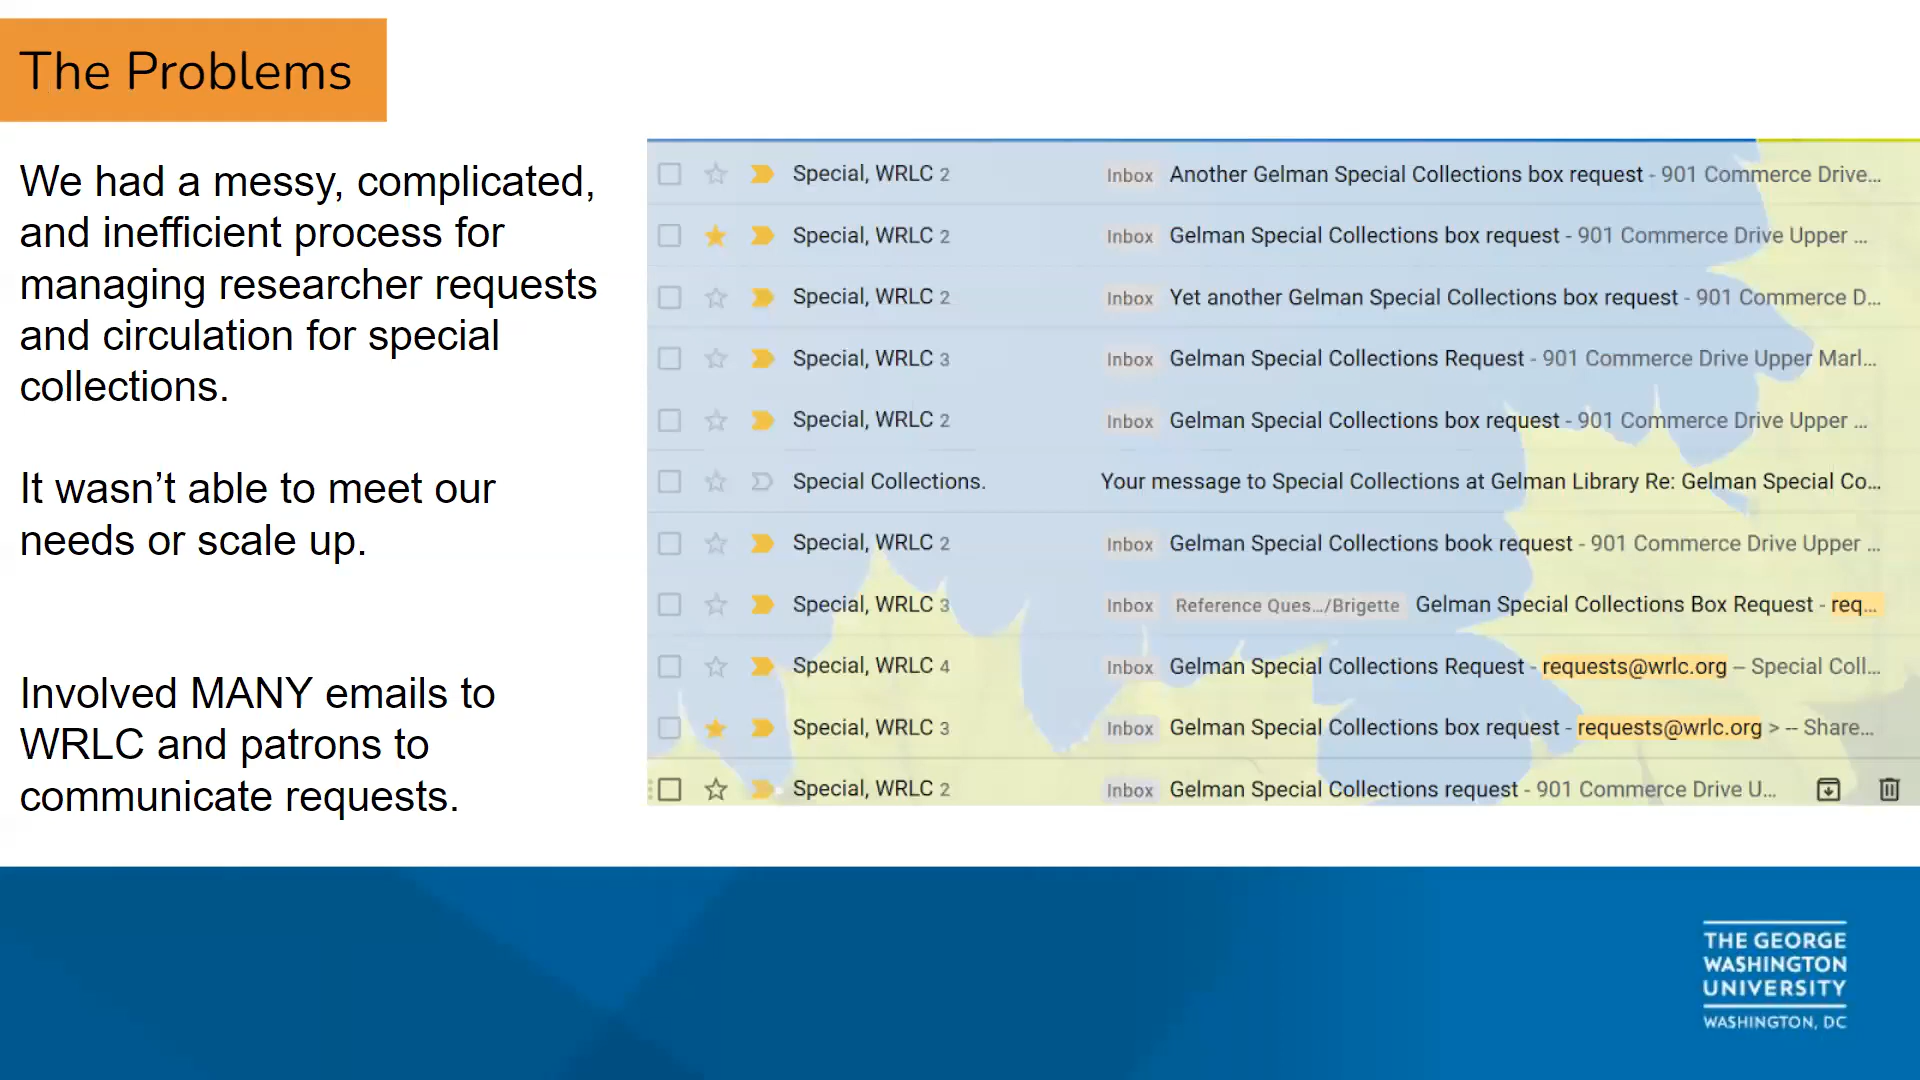 The Problems
We had a messy, complicated,
and inefficient process for
managing researcher requests
and circulation for special
collections.
It wasn't able to meet our
needs or scale up.
Involved MANY emails to
WRLC and patrons to
communicate requests.
Special, WRLC 2 Inbox Another Gelman Special Collections box request - 901 Commerce Drive...
Special, WRLC 2 Inbox Gelman Special Collections box request - 901 Commerce Drive Upper ...
Special, WRLC 2 Inbox Yet another Gelman Special Collections box request - 901 Commerce D...
Special, WRLC 3 Inbox Gelman Special Collections Request - 901 Commerce Drive Upper Marl...
Special, WRLC 2 Inbox Gelman Special Collections box request - 901 Commerce Drive Upper ...
Special Collections. Your message to Special Collections at Gelman Library Re: Gelman Special Co...
Special, WRLC 2 Inbox Gelman Special Collections book request - 901 Commerce Drive Upper ...
Special, WRLC 3 Inbox Reference Ques.../Brigette Gelman Special Collections Box Request - req...
Special, WRLC 4 Inbox Gelman Special Collections Request - requests@wrlc.org -- Special Coll...
Special, WRLC 3 Inbox Gelman Special Collections box request - requests@wrlc.org > -- Share...
Special, WRLC 2 Inbox Gelman Special Collections request - 901 Commerce Drive U...
THE GEORGE
WASHINGTON
UNIVERSITY
WASHINGTON, DC